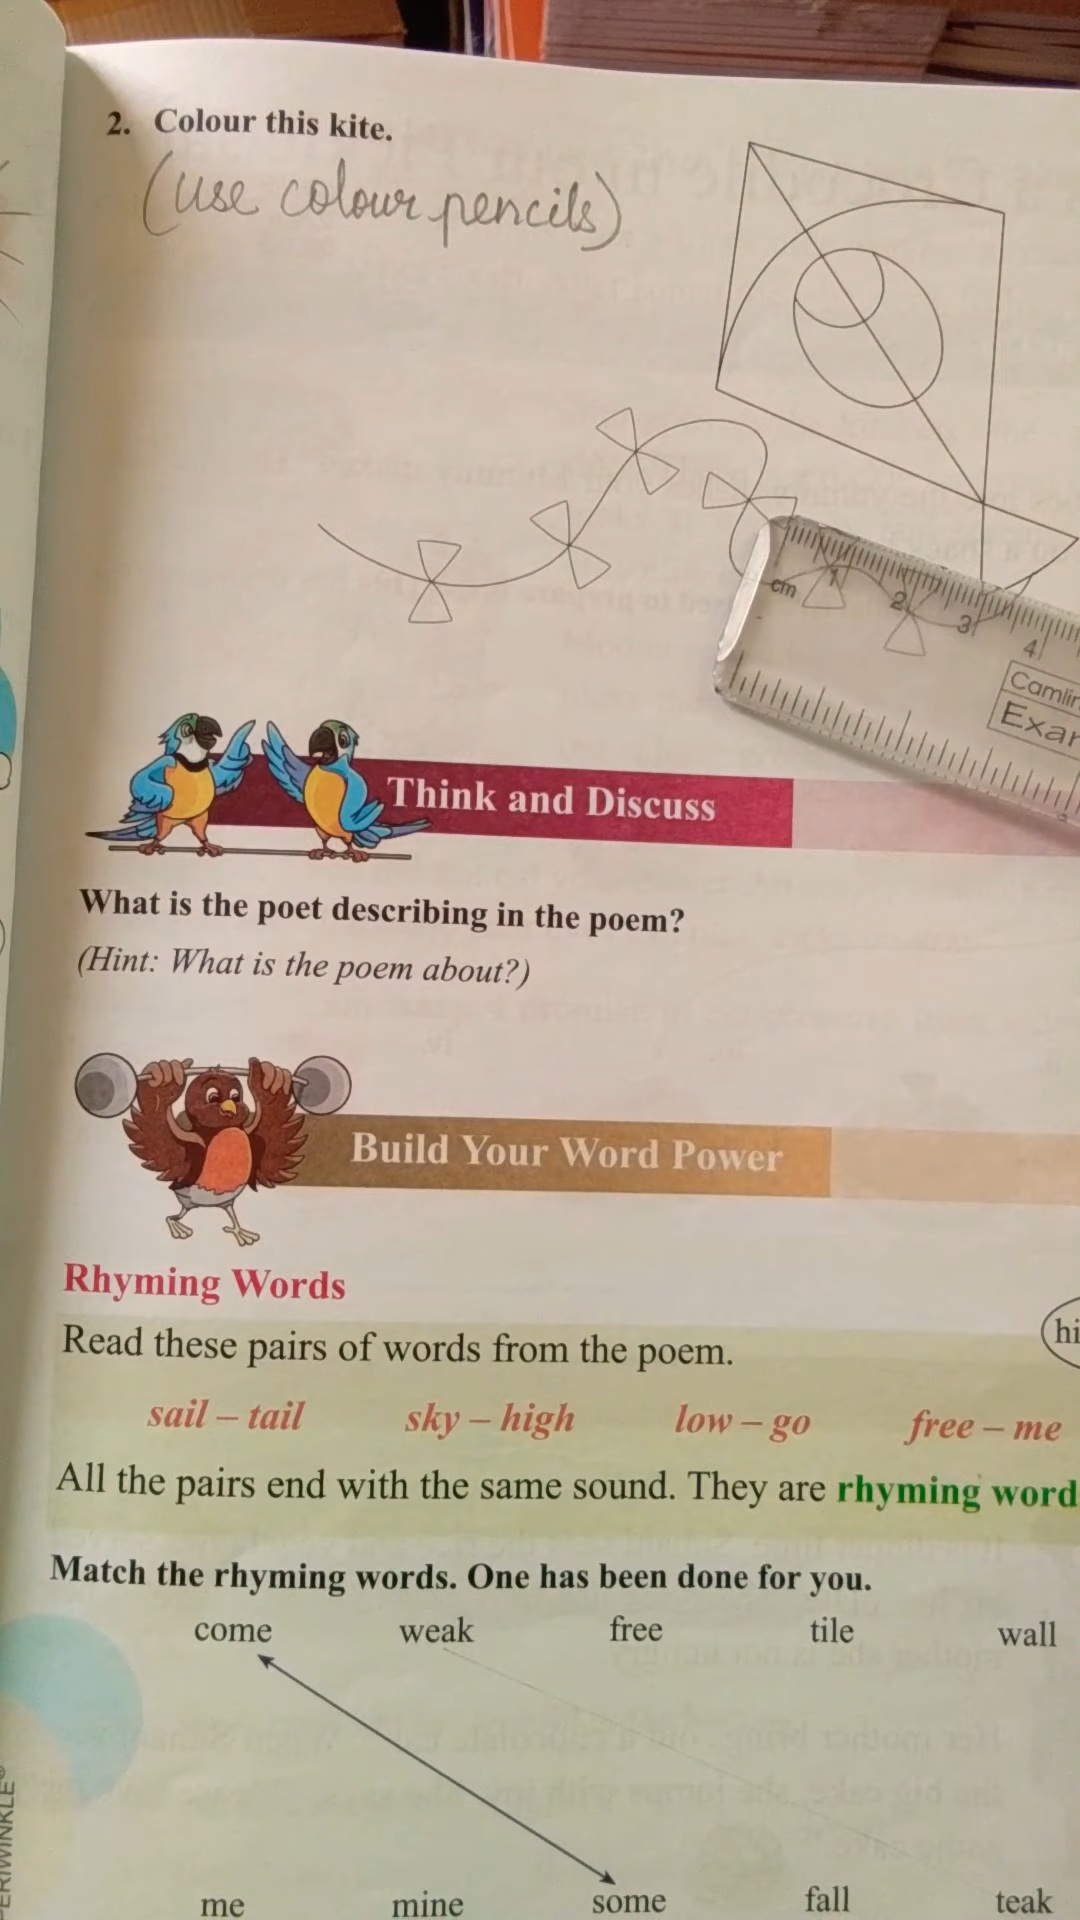 2. Colour this kite.
(use colour pencils)
cm 1 2 3 4
Camlin
Exam
Think and Discuss
What is the poet describing in the poem?
(Hint: What is the poem about?)
Build Your Word Power
Rhyming Words
Read these pairs of words from the poem.
hi
sail – tail sky – high low – go free – me
All the pairs end with the same sound. They are rhyming word
Match the rhyming words. One has been done for you.
come weak free tile wall
me mine some fall teak
PERIWINKLE®